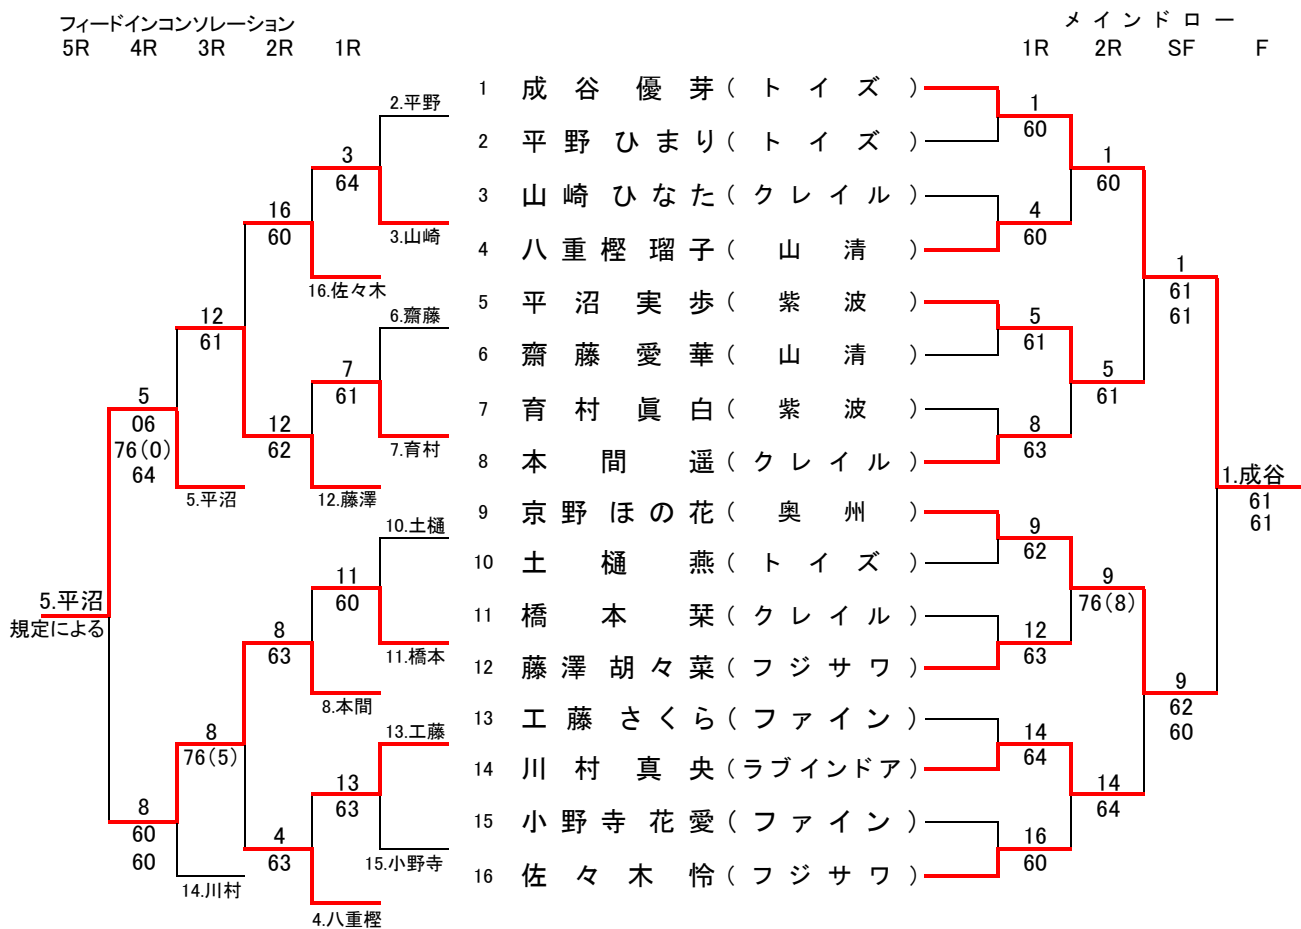 フィードインコンソレーション
メインドロー
5R 4R 3R 2R 1R
1R 2R SF F
1 成谷優芽(トイズ)
2 平野ひまり(トイズ)
3 山崎ひなた(クレイル)
4 八重樫瑠子(山清)
5 平沼実歩(紫波)
6 齋藤愛華(山清)
7 育村眞白(紫波)
8 本間遥(クレイル)
9 京野ほの花(奥州)
10 土樋燕(トイズ)
11 橋本栞(クレイル)
12 藤澤胡々菜(フジサワ)
13 工藤さくら(ファイン)
14 川村真央(ラブインドア)
15 小野寺花愛(ファイン)
16 佐々木怜(フジサワ)
2.平野
3
64
3.山崎
16
60
16.佐々木
6.齋藤
12
61
7
61
7.育村
12
62
12.藤澤
5
06
76(0)
64
5.平沼
10.土樋
11
60
11.橋本
5.平沼
規定による
8
63
8.本間
13.工藤
8
76(5)
13
63
15.小野寺
8
60
60
4
63
14.川村
4.八重樫
1
60
4
60
5
61
8
63
9
62
12
63
14
64
16
60
1
60
5
61
9
76(8)
14
64
1
61
61
9
62
60
1.成谷
61
61